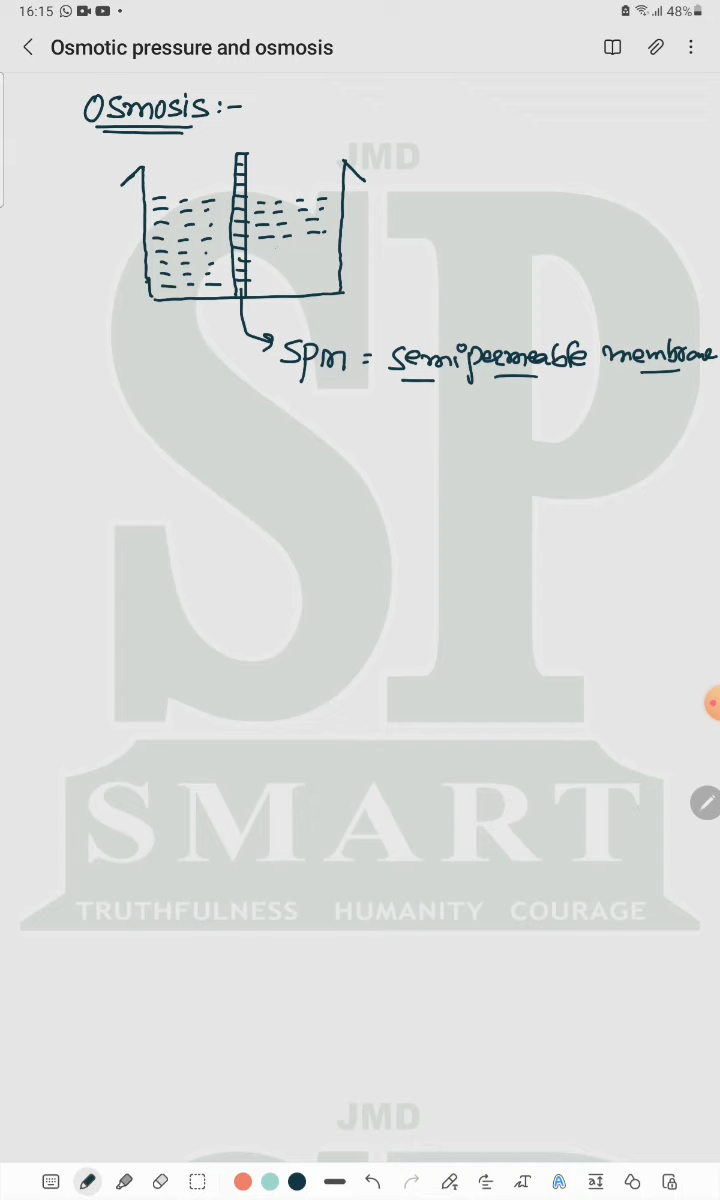 16:15
48%
Osmotic pressure and osmosis
Osmosis :-
JMD
SP
SPM = semipermeable membrane
SMART
TRUTHFULNESS HUMANITY COURAGE
JMD